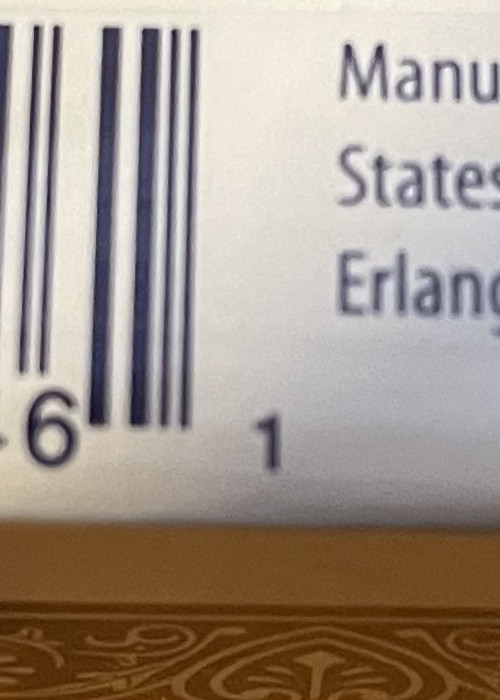 Manu
States
Erlang
6 1